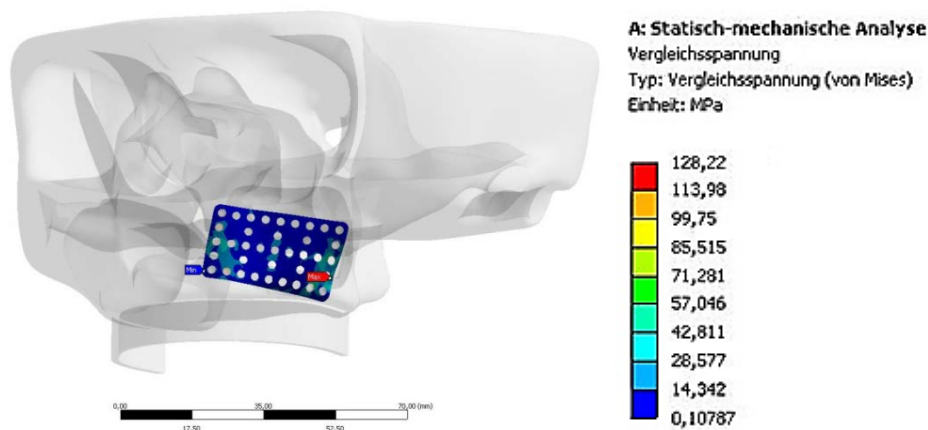 A: Statisch-mechanische Analyse
Vergleichsspannung
Typ: Vergleichsspannung (von Mises)
Einheit: MPa
128,22
113,98
99,75
85,515
71,281
57,046
42,811
28,577
14,342
0,10787
Min
Max
0,00 35,00 70,00 (mm)
17,50 52,50